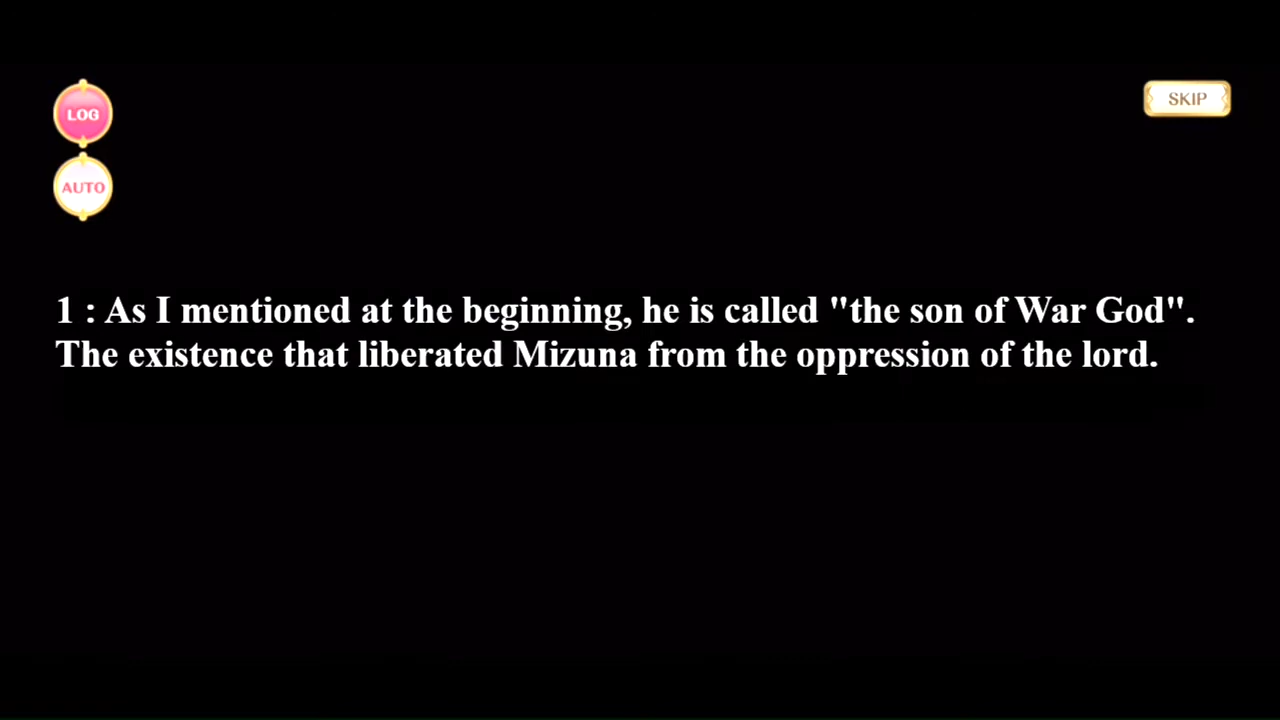 LOG
SKIP
AUTO
1 : As I mentioned at the beginning, he is called "the son of War God".
The existence that liberated Mizuna from the oppression of the lord.